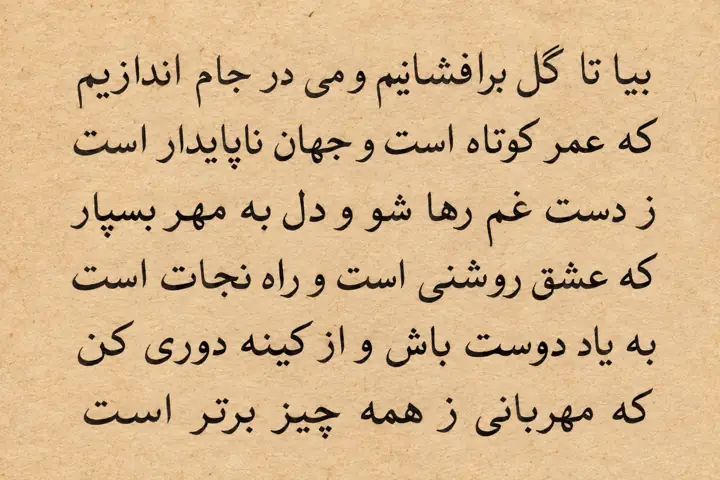 بیا تا گل برافشانیم و می در جام اندازیم
که عمر کوتاه است و جهان ناپایدار است
ز دست غم رها شو و دل به مهر بسپار
که عشق روشنی است و راه نجات است
به یاد دوست باش و از کینه دوری کن
که مهربانی ز همه چیز برتر است